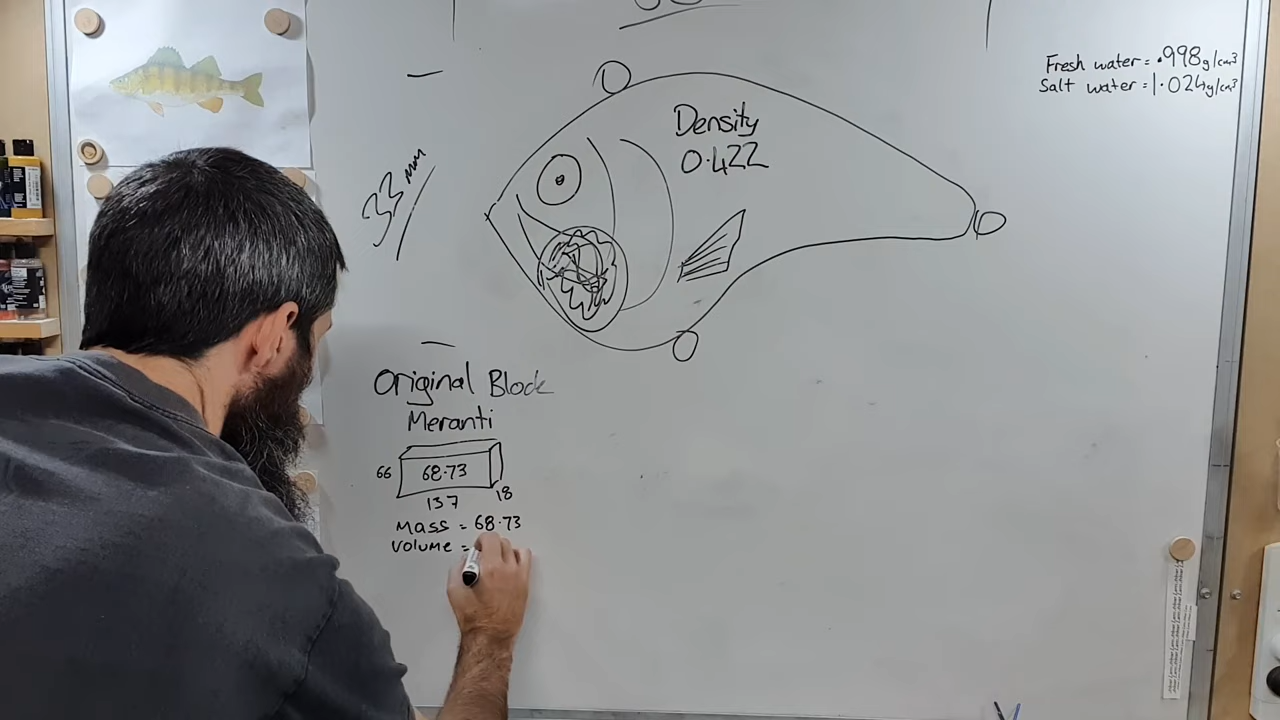 Fresh water = .998g/cm³
Salt water = 1.024g/cm³
Density
0.422
33mm
Original Block
Meranti
66
68.73
137
18
Mass = 68.73
Volume =